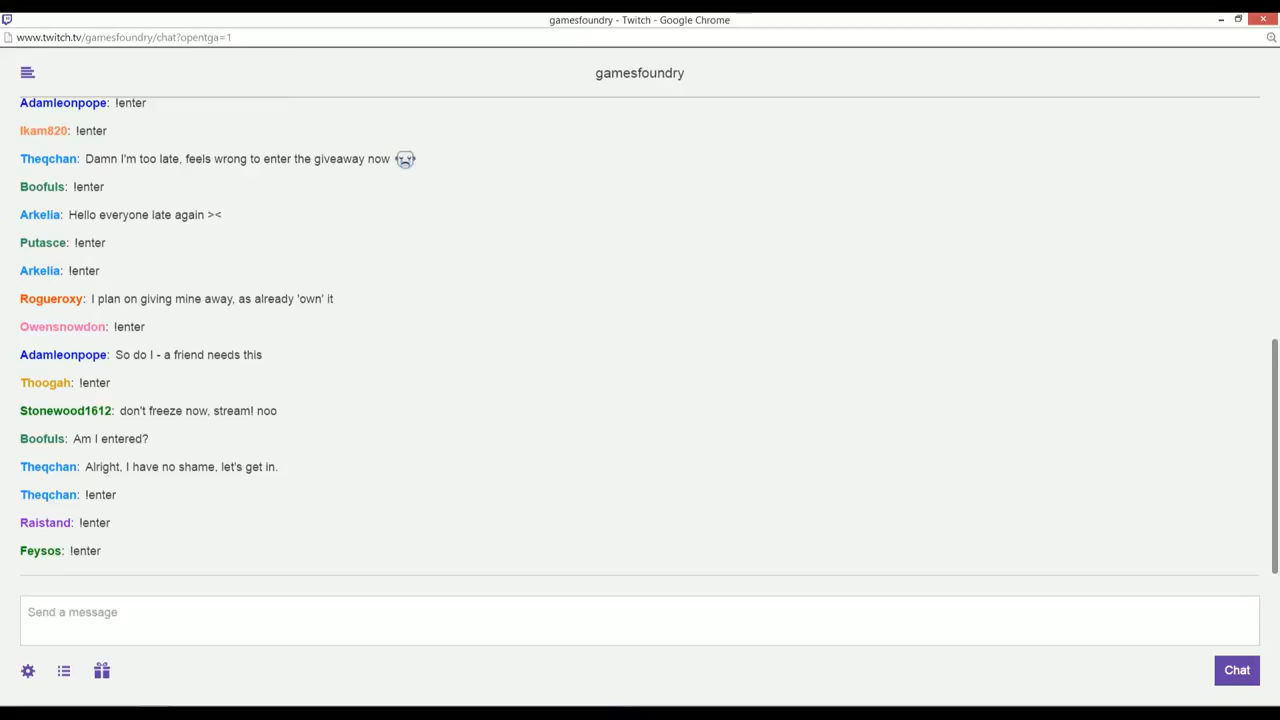 gamesfoundry - Twitch - Google Chrome
www.twitch.tv/gamesfoundry/chat?opentga=1
gamesfoundry
Adamleonpope: !enter
Ikam820: !enter
Theqchan: Damn I'm too late, feels wrong to enter the giveaway now
Boofuls: !enter
Arkelia: Hello everyone late again ><
Putasce: !enter
Arkelia: !enter
Rogueroxy: I plan on giving mine away, as already 'own' it
Owensnowdon: !enter
Adamleonpope: So do I - a friend needs this
Thoogah: !enter
Stonewood1612: don't freeze now, stream! noo
Boofuls: Am I entered?
Theqchan: Alright, I have no shame, let's get in.
Theqchan: !enter
Raistand: !enter
Feysos: !enter
Send a message
Chat